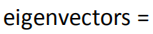 eigenvectors =